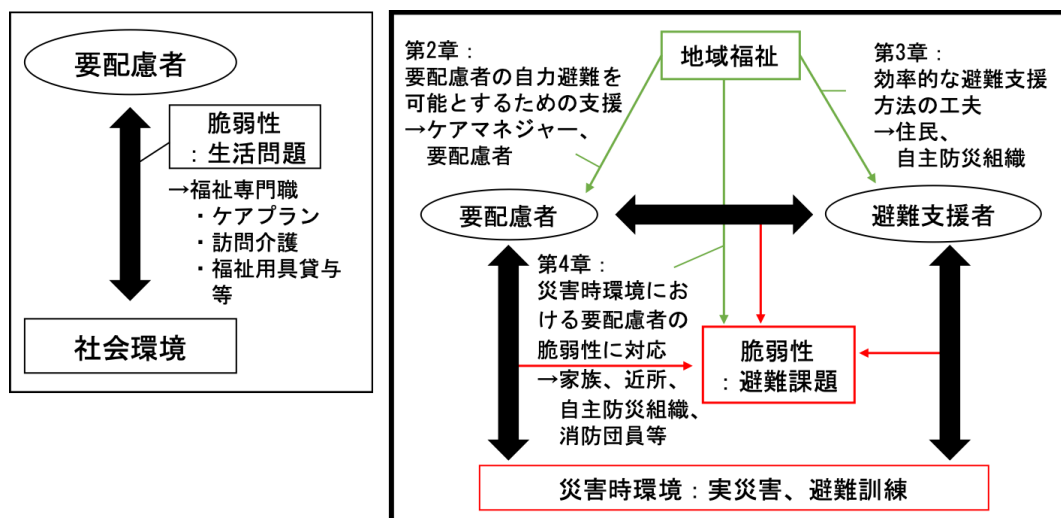 要配慮者
脆弱性
：生活問題
→福祉専門職
・ケアプラン
・訪問介護
・福祉用具貸与
等
社会環境
第2章：
要配慮者の自力避難を
可能とするための支援
→ケアマネジャー、
要配慮者
地域福祉
第3章：
効率的な避難支援
方法の工夫
→住民、
自主防災組織
要配慮者
避難支援者
第4章：
災害時環境にお
ける要配慮者の
脆弱性に対応
→家族、近所、
自主防災組織、
消防団員等
脆弱性
：避難課題
災害時環境：実災害、避難訓練